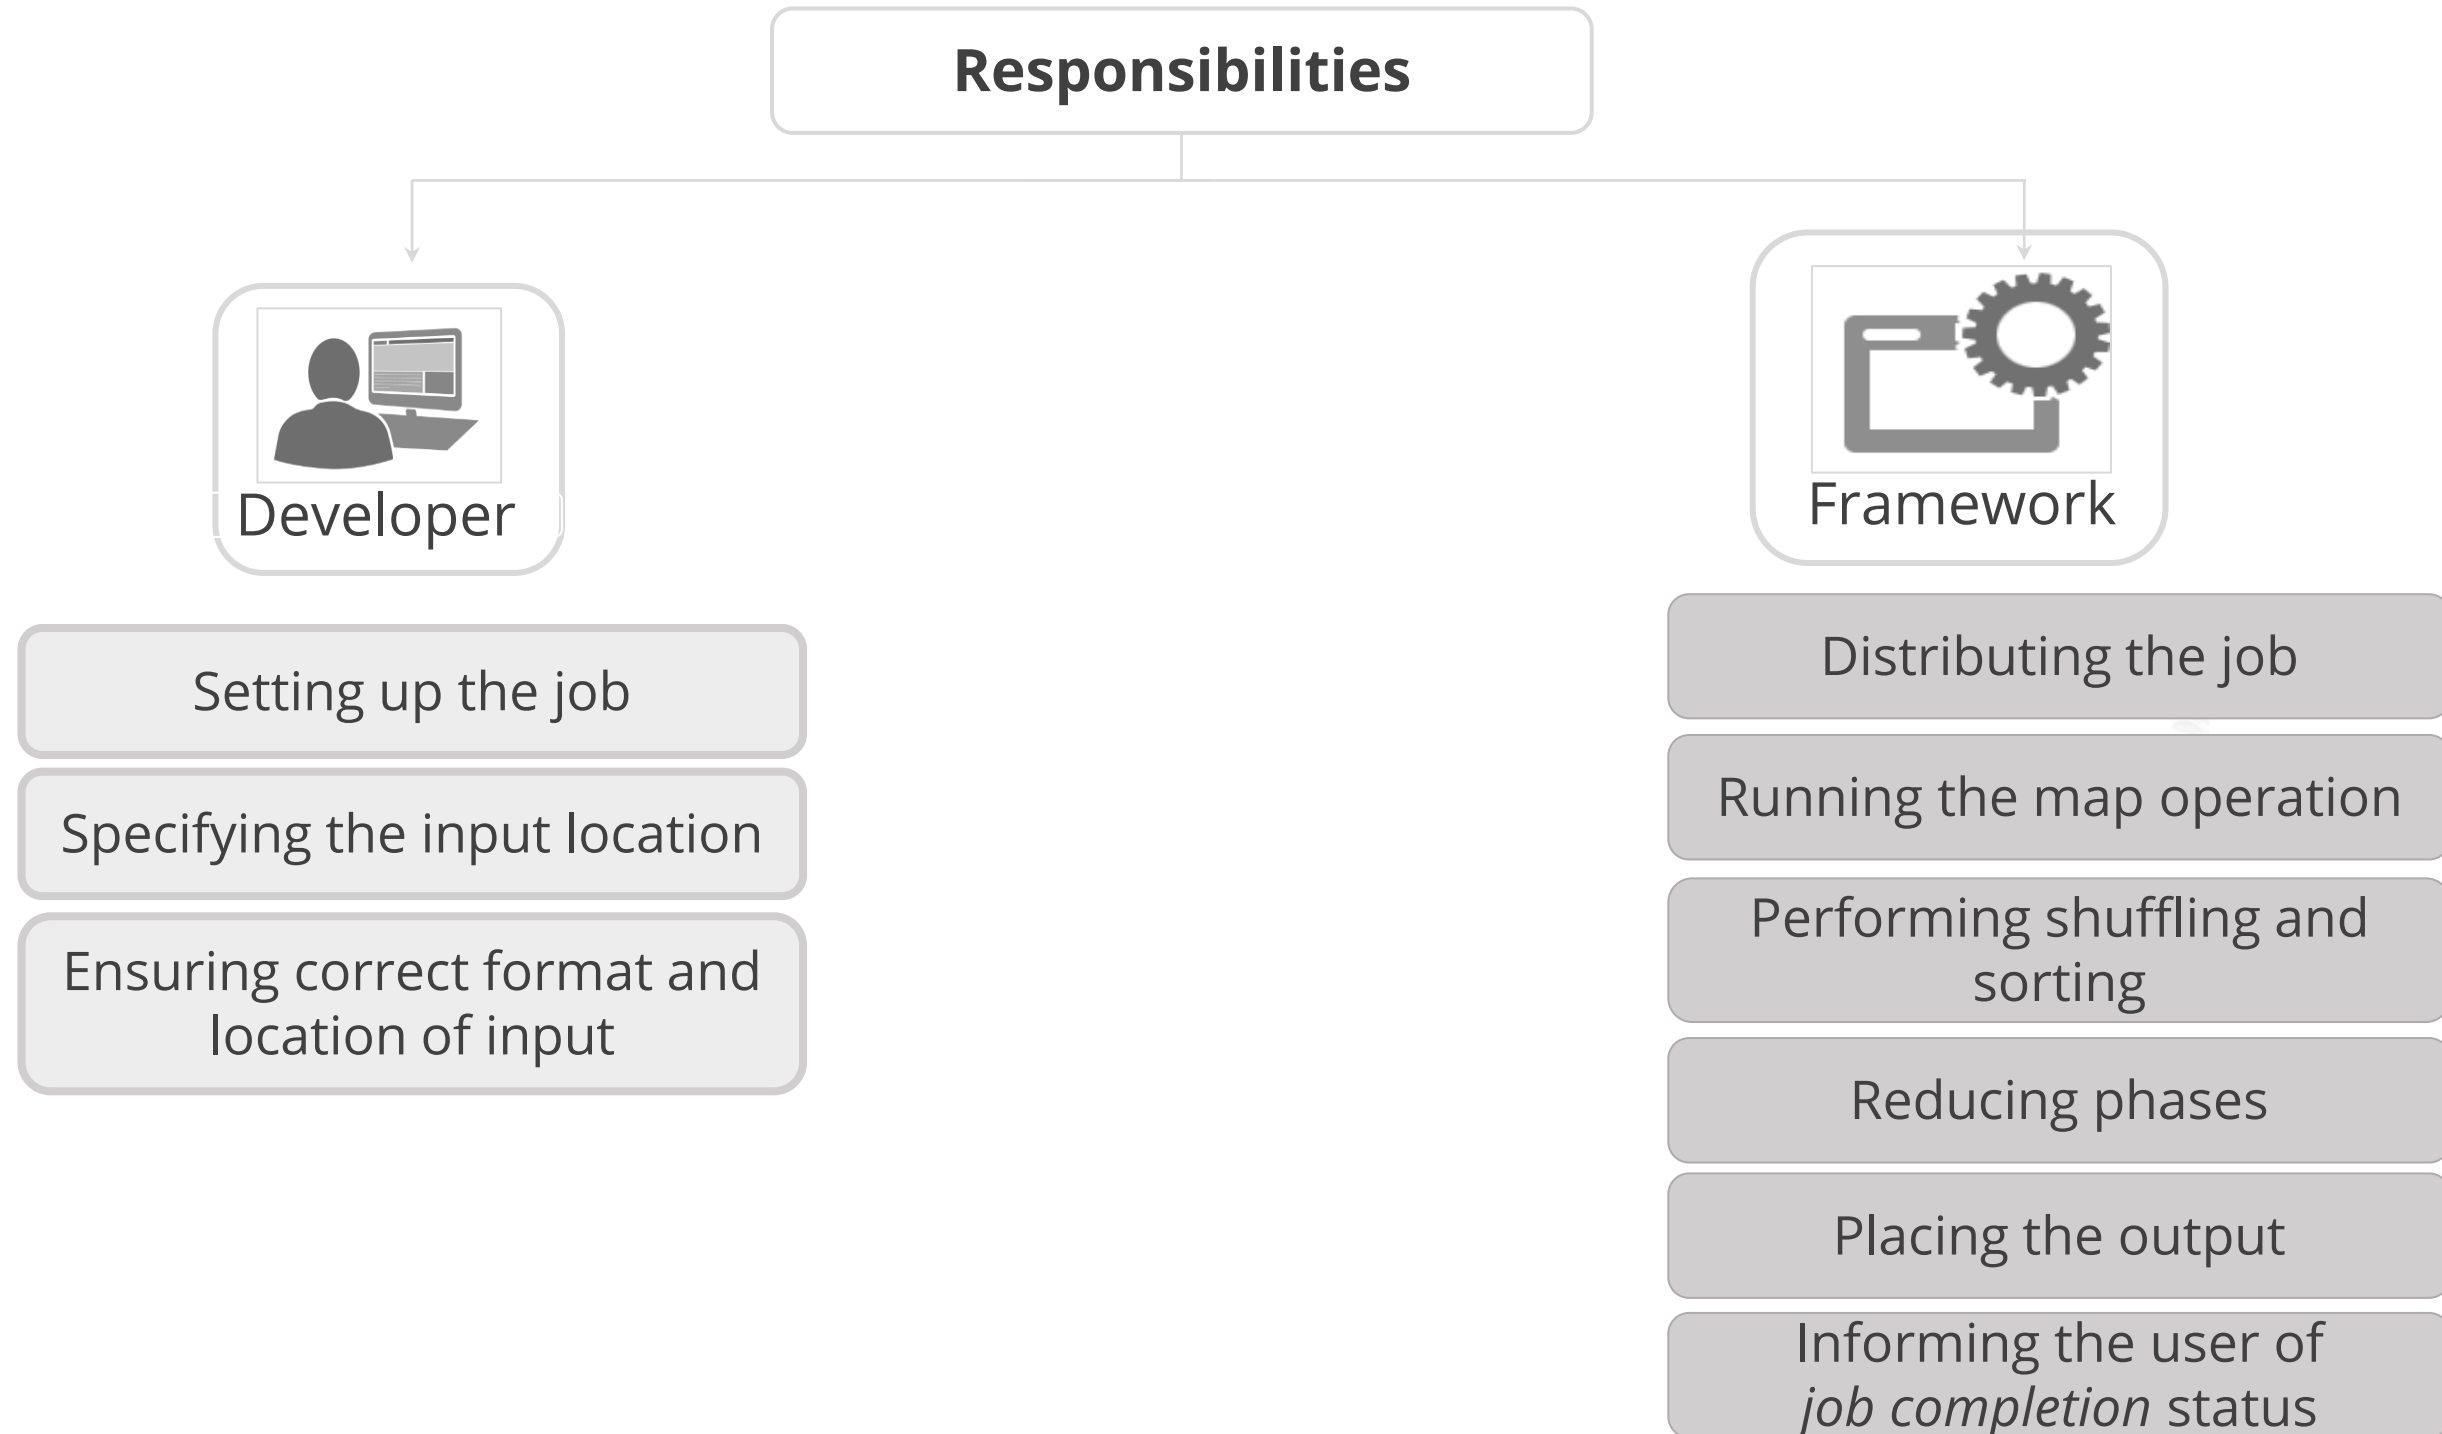 Responsibilities
Developer
Setting up the job
Specifying the input location
Ensuring correct format and
location of input
Framework
Distributing the job
Running the map operation
Performing shuffling and
sorting
Reducing phases
Placing the output
Informing the user of
job completion status